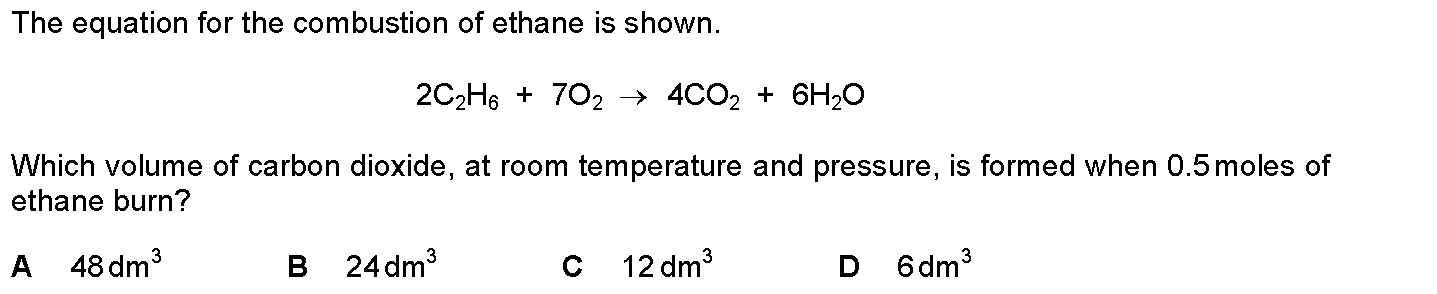 The equation for the combustion of ethane is shown.
2C₂H₆ + 7O₂ → 4CO₂ + 6H₂O
Which volume of carbon dioxide, at room temperature and pressure, is formed when 0.5 moles of
ethane burn?
A 48 dm³ B 24 dm³ C 12 dm³ D 6 dm³